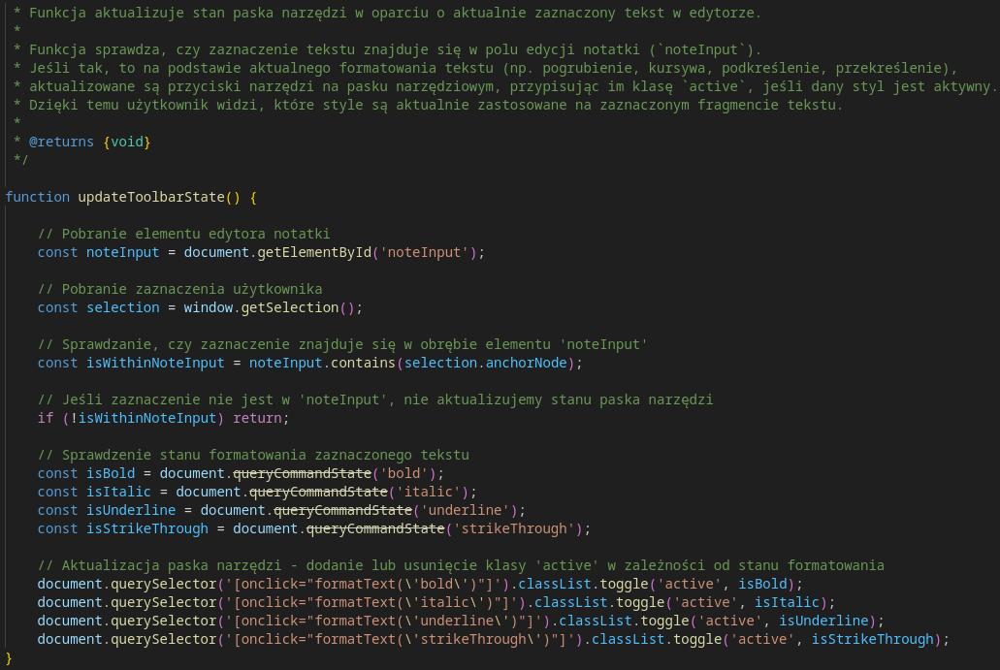 * Funkcja aktualizuje stan paska narzędzi w oparciu o aktualnie zaznaczony tekst w edytorze.
*
* Funkcja sprawdza, czy zaznaczenie tekstu znajduje się w polu edycji notatki (`noteInput`).
* Jeśli tak, to na podstawie aktualnego formatowania tekstu (np. pogrubienie, kursywa, podkreślenie, przekreślenie),
* aktualizowane są przyciski narzędzi na pasku narzędziowym, przypisując im klasę `active`, jeśli dany styl jest aktywny.
* Dzięki temu użytkownik widzi, które style są aktualnie zastosowane na zaznaczonym fragmencie tekstu.
*
* @returns {void}
*/
function updateToolbarState() {
// Pobranie elementu edytora notatki
const noteInput = document.getElementById('noteInput');
// Pobranie zaznaczenia użytkownika
const selection = window.getSelection();
// Sprawdzanie, czy zaznaczenie znajduje się w obrębie elementu 'noteInput'
const isWithinNoteInput = noteInput.contains(selection.anchorNode);
// Jeśli zaznaczenie nie jest w 'noteInput', nie aktualizujemy stanu paska narzędzi
if (!isWithinNoteInput) return;
// Sprawdzenie stanu formatowania zaznaczonego tekstu
const isBold = document.queryCommandState('bold');
const isItalic = document.queryCommandState('italic');
const isUnderline = document.queryCommandState('underline');
const isStrikeThrough = document.queryCommandState('strikeThrough');
// Aktualizacja paska narzędzi - dodanie lub usunięcie klasy 'active' w zależności od stanu formatowania
document.querySelector('[onclick="formatText(\'bold\')"]').classList.toggle('active', isBold);
document.querySelector('[onclick="formatText(\'italic\')"]').classList.toggle('active', isItalic);
document.querySelector('[onclick="formatText(\'underline\')"]').classList.toggle('active', isUnderline);
document.querySelector('[onclick="formatText(\'strikeThrough\')"]').classList.toggle('active', isStrikeThrough);
}